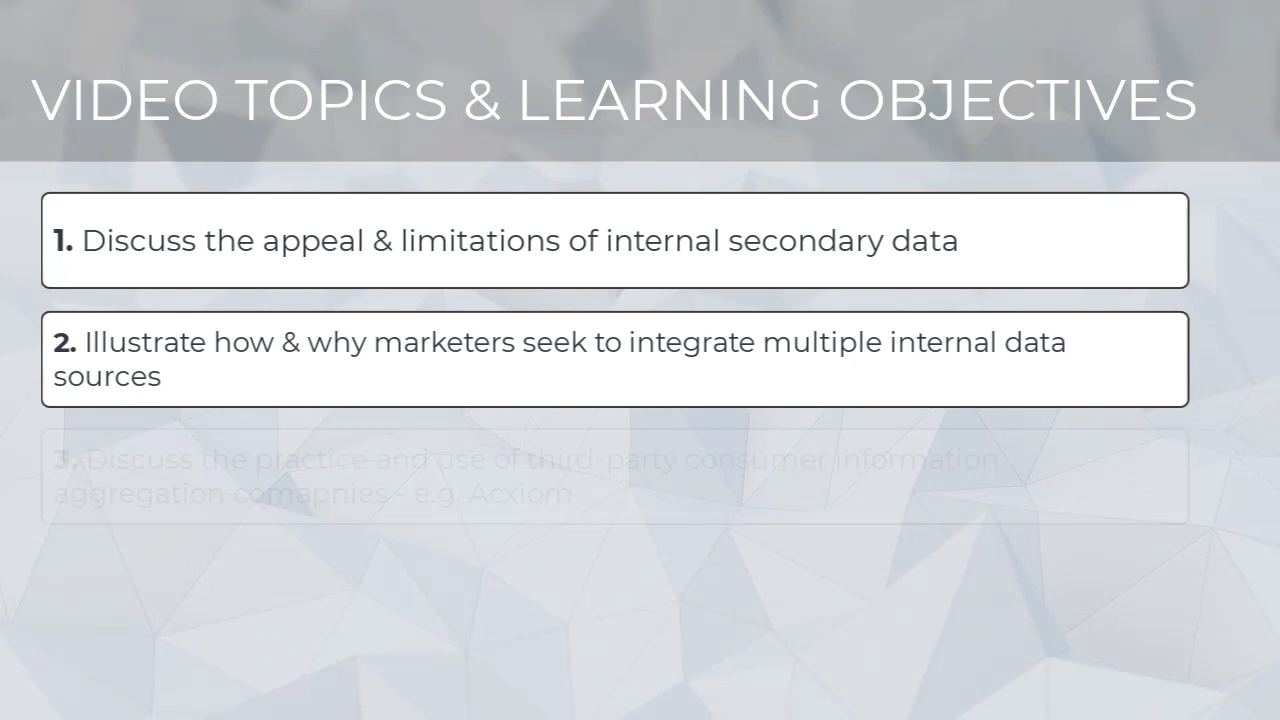 VIDEO TOPICS & LEARNING OBJECTIVES
1. Discuss the appeal & limitations of internal secondary data
2. Illustrate how & why marketers seek to integrate multiple internal data
sources
3. Discuss the practice and use of third-party consumer information
aggregation comapnies - e.g. Acxiom